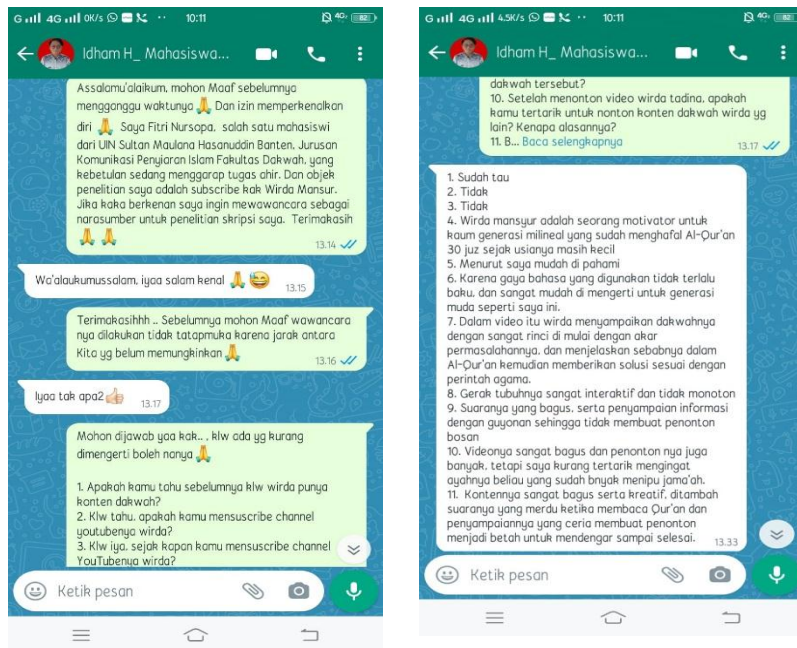 G 4G 0K/s 10:11 4G 82
Idham H_ Mahasiswa...
Assalamu'alaikum, mohon Maaf sebelumnya
mengganggu waktunya 🙏 Dan izin memperkenalkan
diri 🙏 Saya Fitri Nursopa, salah satu mahasiswi
dari UIN Sultan Maulana Hasanuddin Banten, Jurusan
Komunikasi Penyiaran Islam Fakultas Dakwah, yang
kebetulan sedang menggarap tugas ahir. Dan objek
penelitian saya adalah subscribe kak Wirda Mansur.
Jika kaka berkenan saya ingin mewawancara sebagai
narasumber untuk penelitian skripsi saya. Terimakasih
🙏 🙏 13.14
Wa'alaukumussalam, iyaa salam kenal 🙏 😅 13.15
Terimakasihhh .. Sebelumnya mohon Maaf wawancara
nya dilakukan tidak tatapmuka karena jarak antara
Kita yg belum memungkinkan 🙏 13.16
Iyaa tak apa2 👍🏻 13.17
Mohon dijawab yaa kak.. , klw ada yg kurang
dimengerti boleh nanya 🙏
1. Apakah kamu tahu sebelumnya klw wirda punya
konten dakwah?
2. Klw tahu, apakah kamu mensuscribe channel
youtubenya wirda?
3. Klw iya, sejak kapan kamu mensuscribe channel
YouTubenya wirda?
Ketik pesan
G 4G 4.5K/s 10:11 4G 82
Idham H_ Mahasiswa...
dakwah tersebut?
10. Setelah menonton video wirda tadina, apakah
kamu tertarik untuk nonton konten dakwah wirda yg
lain? Kenapa alasannya?
11. B... Baca selengkapnya 13.17
1. Sudah tau
2. Tidak
3. Tidak
4. Wirda mansyur adalah seorang motivator untuk
kaum generasi milineal yang sudah menghafal Al-Qur'an
30 juz sejak usianya masih kecil
5. Menurut saya mudah di pahami
6. Karena gaya bahasa yang digunakan tidak terlalu
baku, dan sangat mudah di mengerti untuk generasi
muda seperti saya ini.
7. Dalam video itu wirda menyampaikan dakwahnya
dengan sangat rinci di mulai dengan akar
permasalahannya, dan menjelaskan sebabnya dalam
Al-Qur'an kemudian memberikan solusi sesuai dengan
perintah agama.
8. Gerak tubuhnya sangat interaktif dan tidak monoton
9. Suaranya yang bagus, serta penyampaian informasi
dengan guyonan sehingga tidak membuat penonton
bosan
10. Videonya sangat bagus dan penonton nya juga
banyak, tetapi saya kurang tertarik mengingat
ayahnya beliau yang sudah bnyak menipu jama'ah.
11. Kontennya sangat bagus serta kreatif, ditambah
suaranya yang merdu ketika membaca Qur'an dan
penyampaiannya yang ceria membuat penonton
menjadi betah untuk mendengar sampai selesai. 13.33
Ketik pesan